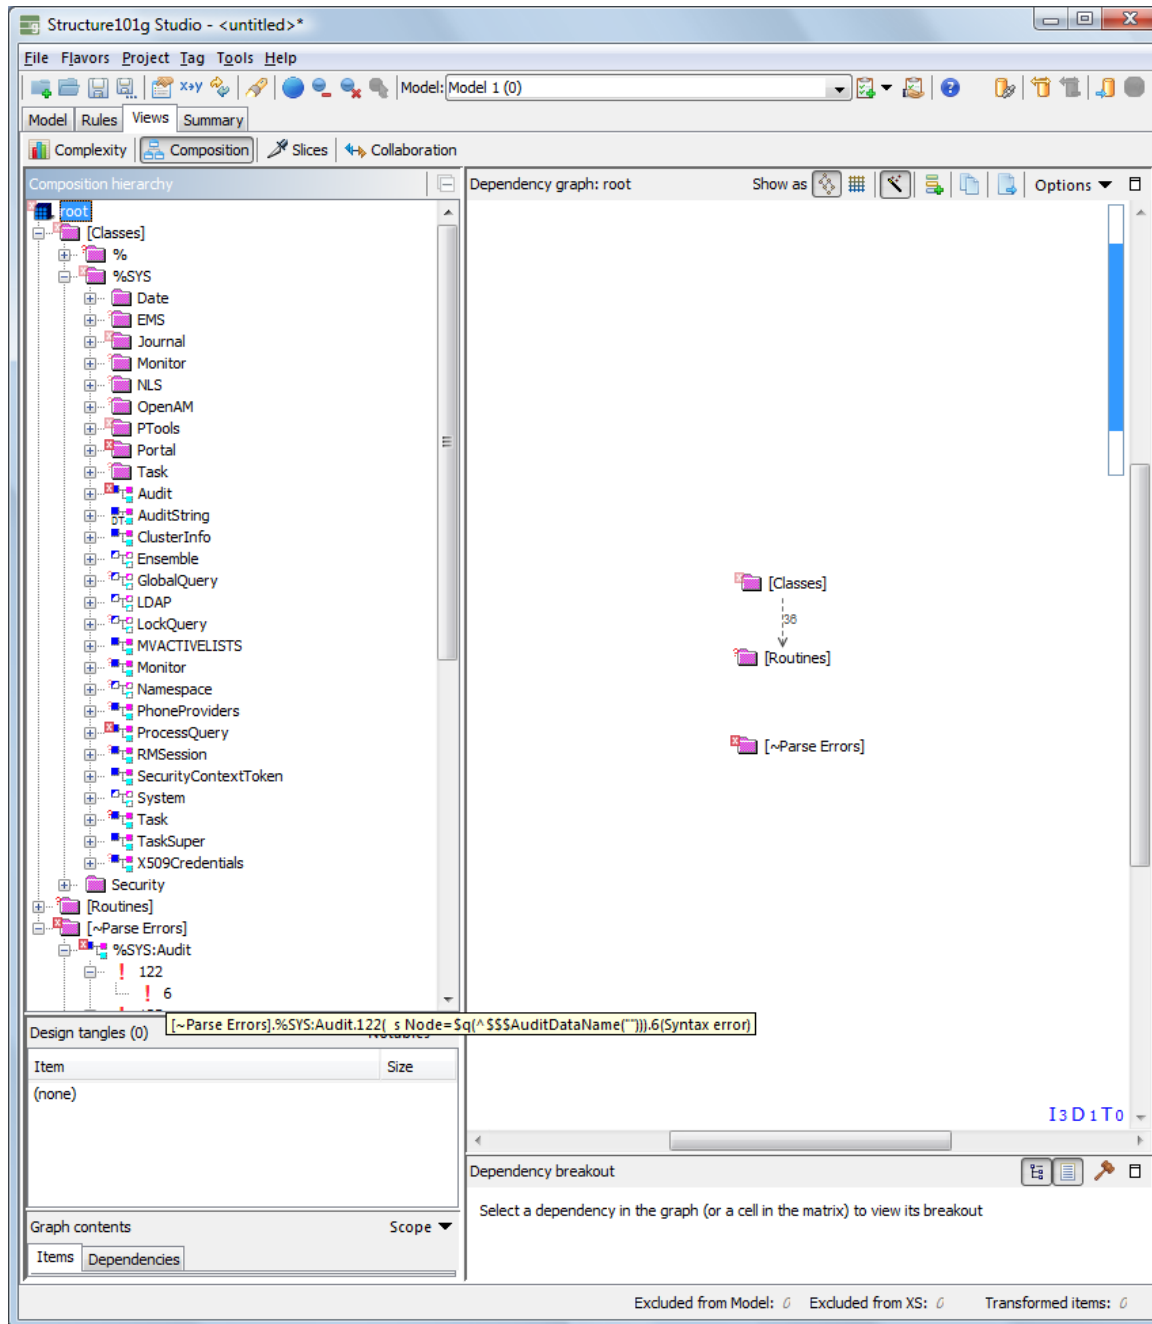 Structure101g Studio - <untitled>*
File Flavors Project Tag Tools Help
x→y Model: Model 1 (0)
Model Rules Views Summary
Complexity Composition Slices Collaboration
Composition hierarchy
root
[Classes]
%
%SYS
Date
EMS
Journal
Monitor
NLS
OpenAM
PTools
Portal
Task
Audit
AuditString
ClusterInfo
Ensemble
GlobalQuery
LDAP
LockQuery
MVACTIVELISTS
Monitor
Namespace
PhoneProviders
ProcessQuery
RMSession
SecurityContextToken
System
Task
TaskSuper
X509Credentials
Security
[Routines]
[~Parse Errors]
%SYS:Audit
122
6
[~Parse Errors].%SYS:Audit.122( s Node=$q(^$$$AuditDataName(""))).6(Syntax error)
Design tangles (0)
Item Size
(none)
Graph contents Scope
Items Dependencies
Dependency graph: root Show as Options
[Classes]
36
[Routines]
[~Parse Errors]
I3 D1 T0
Dependency breakout
Select a dependency in the graph (or a cell in the matrix) to view its breakout
Excluded from Model: 0 Excluded from XS: 0 Transformed items: 0